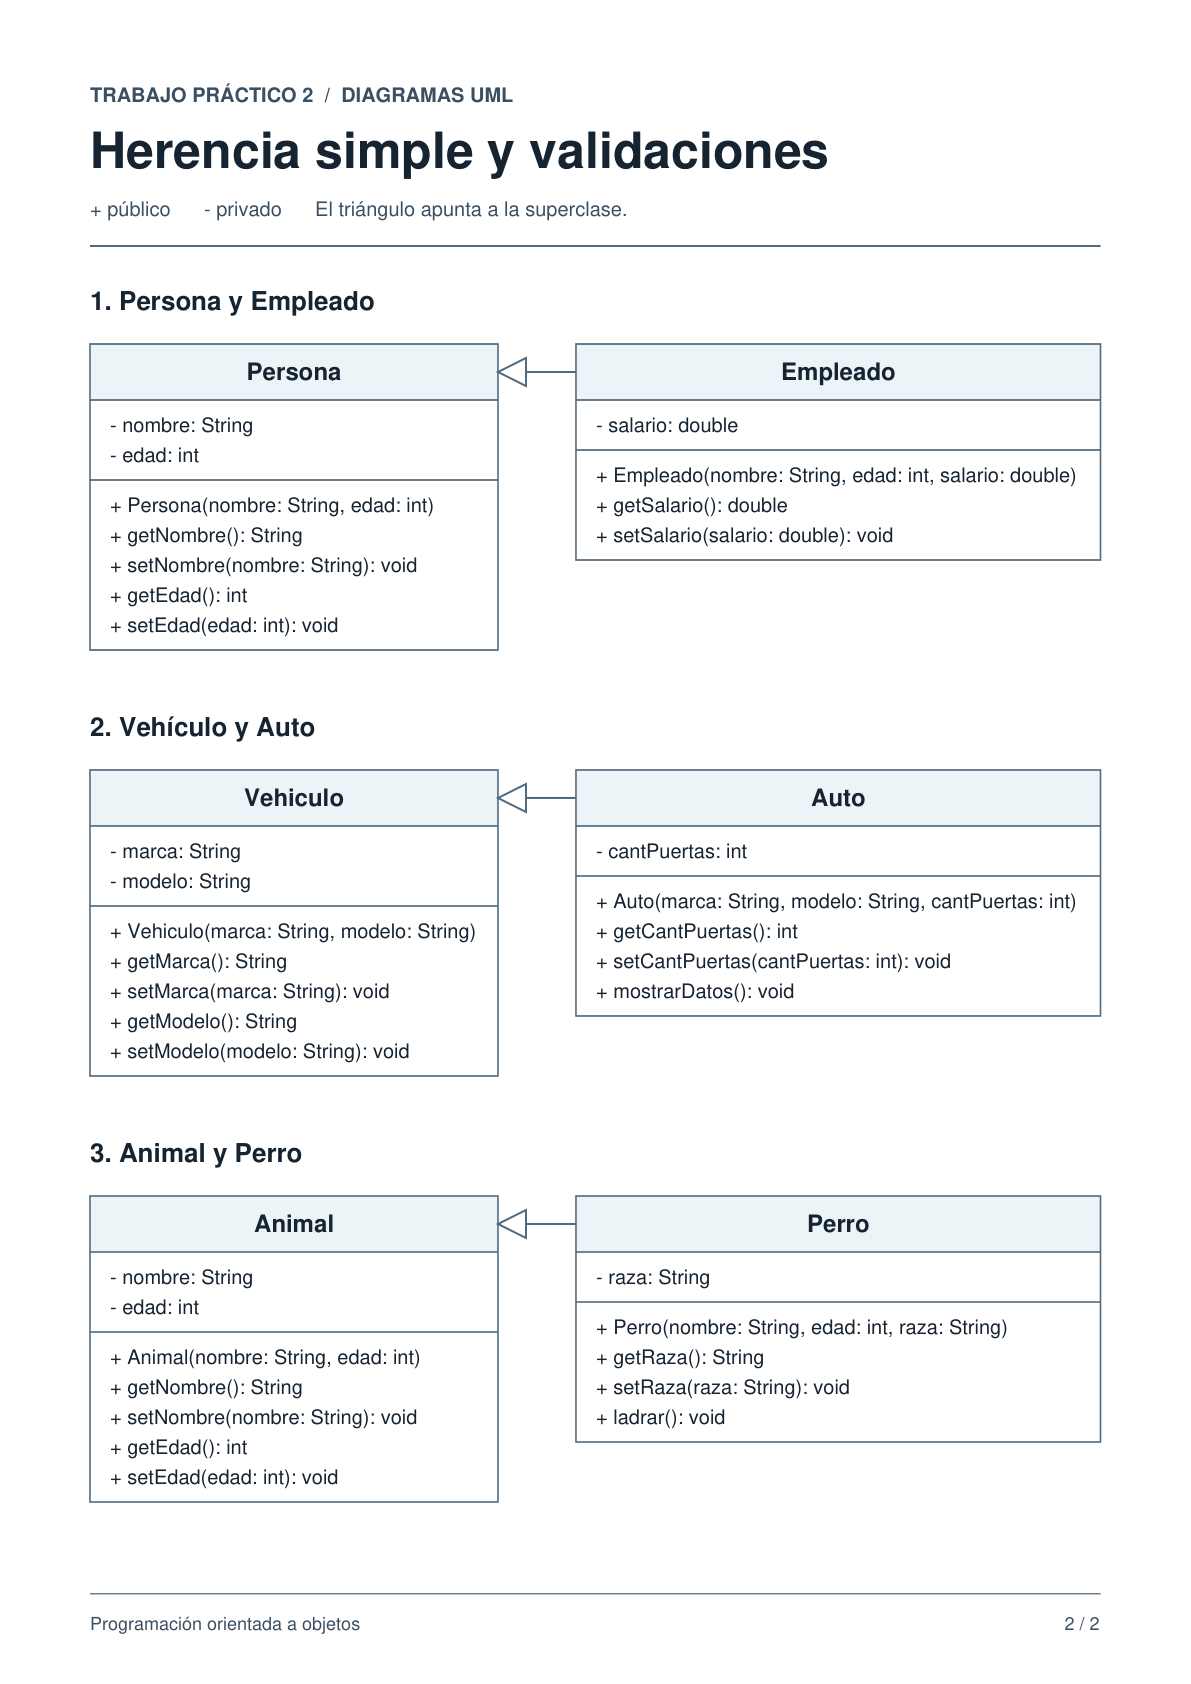 TRABAJO PRÁCTICO 2 / DIAGRAMAS UML
Herencia simple y validaciones
+ público - privado El triángulo apunta a la superclase.
1. Persona y Empleado
Persona
- nombre: String
- edad: int
+ Persona(nombre: String, edad: int)
+ getNombre(): String
+ setNombre(nombre: String): void
+ getEdad(): int
+ setEdad(edad: int): void
Empleado
- salario: double
+ Empleado(nombre: String, edad: int, salario: double)
+ getSalario(): double
+ setSalario(salario: double): void
2. Vehículo y Auto
Vehiculo
- marca: String
- modelo: String
+ Vehiculo(marca: String, modelo: String)
+ getMarca(): String
+ setMarca(marca: String): void
+ getModelo(): String
+ setModelo(modelo: String): void
Auto
- cantPuertas: int
+ Auto(marca: String, modelo: String, cantPuertas: int)
+ getCantPuertas(): int
+ setCantPuertas(cantPuertas: int): void
+ mostrarDatos(): void
3. Animal y Perro
Animal
- nombre: String
- edad: int
+ Animal(nombre: String, edad: int)
+ getNombre(): String
+ setNombre(nombre: String): void
+ getEdad(): int
+ setEdad(edad: int): void
Perro
- raza: String
+ Perro(nombre: String, edad: int, raza: String)
+ getRaza(): String
+ setRaza(raza: String): void
+ ladrar(): void
Programación orientada a objetos
2 / 2